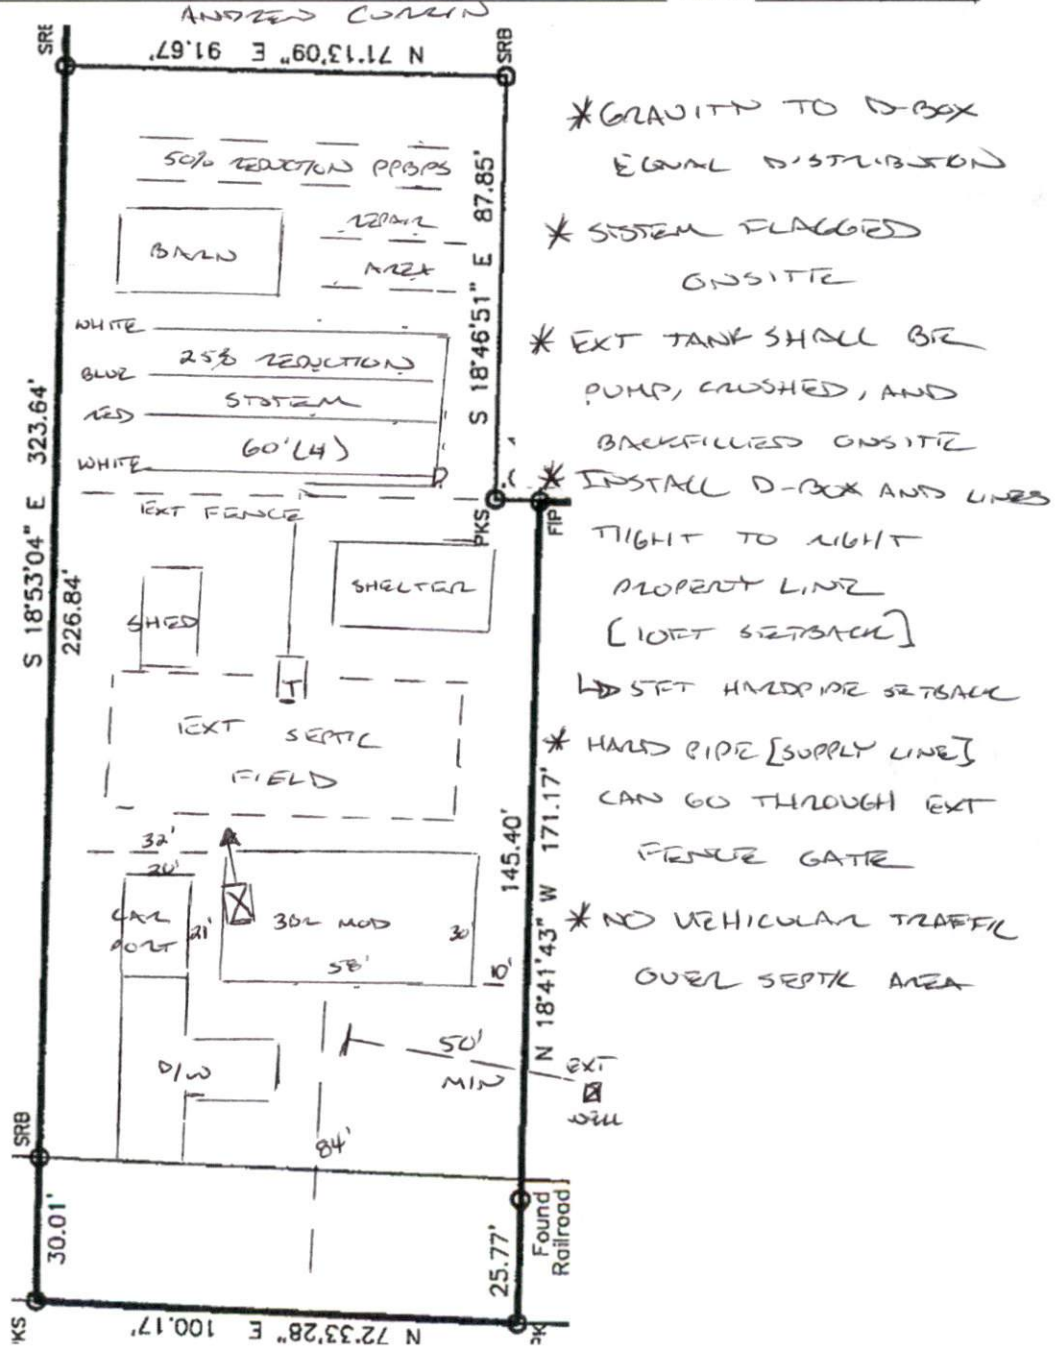 ANDREW CURRIN
SRB
N 71°13'09" E 91.67'
SRB
50% REDUCTION PPBPS
BARN
REPAIR
AREA
S 18°46'51" E 87.85'
WHITE
BLUE
RED
WHITE
25% REDUCTION
SYSTEM
60' (4)
S 18°53'04" E 323.64'
226.84'
EXT FENCE
PKS
FIP
SHED
SHELTER
T
EXT SEPTIC
FIELD
32'
20'
CAR
PORT
21'
3BR MOD
30
58'
10'
145.40'
N 18°41'43" W 171.17'
D/W
50'
MIN
EXT
WELL
84'
SRB
30.01'
25.77'
Found
Railroad
PKS
N 72°33'28" E 100.17'
PK
* GRAVITY TO D-BOX
EQUAL DISTRIBUTION
* SYSTEM FLAGGED
ONSITE
* EXT TANK SHALL BE
PUMP, CRUSHED, AND
BACKFILLED ONSITE
* INSTALL D-BOX AND LINES
TIGHT TO RIGHT
PROPERTY LINE
[10FT SETBACK]
↳ 5FT HARDPIPE SETBACK
* HARD PIPE [SUPPLY LINE]
CAN GO THROUGH EXT
FENCE GATE
* NO VEHICULAR TRAFFIC
OVER SEPTIC AREA